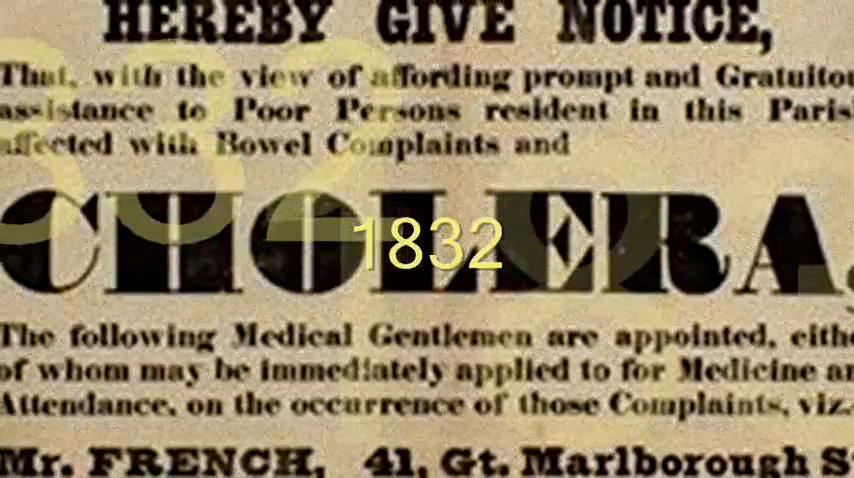 HEREBY GIVE NOTICE,
That, with the view of affording prompt and Gratuitou
assistance to Poor Persons resident in this Paris
affected with Bowel Complaints and
CHOLERA,
1832
The following Medical Gentlemen are appointed, eith
of whom may be immediately applied to for Medicine an
Attendance, on the occurrence of those Complaints, viz.
Mr. FRENCH, 41, Gt. Marlborough S